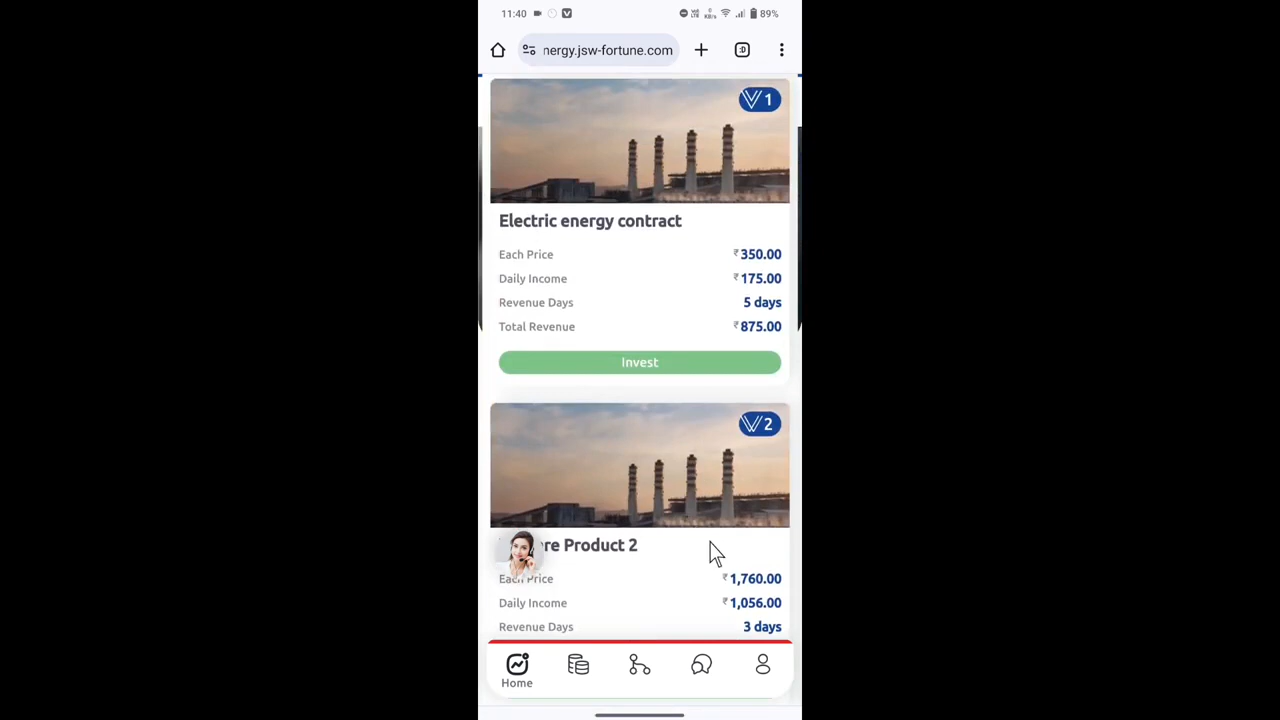 11:40
0 KB/s 89%
nergy.jsw-fortune.com
1
Electric energy contract
Each Price ₹350.00
Daily Income ₹175.00
Revenue Days 5 days
Total Revenue ₹875.00
Invest
2
re Product 2
Each Price ₹1,760.00
Daily Income ₹1,056.00
Revenue Days 3 days
Home